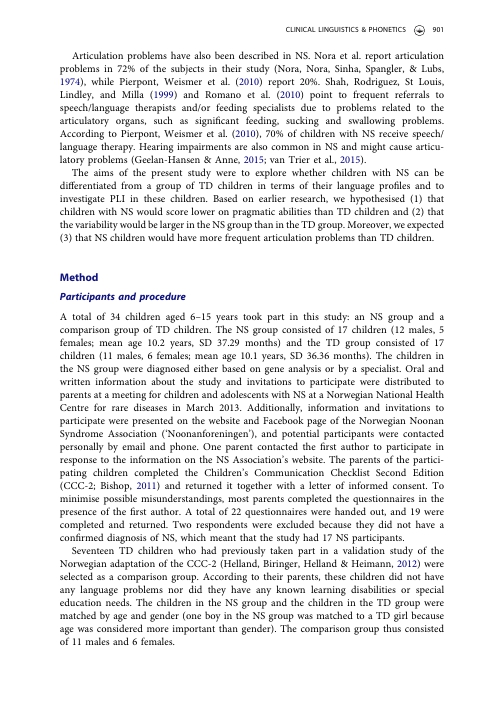 CLINICAL LINGUISTICS & PHONETICS 901
Articulation problems have also been described in NS. Nora et al. report articulation
problems in 72% of the subjects in their study (Nora, Nora, Sinha, Spangler, & Lubs,
1974), while Pierpont, Weismer et al. (2010) report 20%. Shah, Rodriguez, St Louis,
Lindley, and Milla (1999) and Romano et al. (2010) point to frequent referrals to
speech/language therapists and/or feeding specialists due to problems related to the
articulatory organs, such as significant feeding, sucking and swallowing problems.
According to Pierpont, Weismer et al. (2010), 70% of children with NS receive speech/
language therapy. Hearing impairments are also common in NS and might cause articu-
latory problems (Geelan-Hansen & Anne, 2015; van Trier et al., 2015).
The aims of the present study were to explore whether children with NS can be
differentiated from a group of TD children in terms of their language profiles and to
investigate PLI in these children. Based on earlier research, we hypothesised (1) that
children with NS would score lower on pragmatic abilities than TD children and (2) that
the variability would be larger in the NS group than in the TD group. Moreover, we expected
(3) that NS children would have more frequent articulation problems than TD children.
Method
Participants and procedure
A total of 34 children aged 6–15 years took part in this study: an NS group and a
comparison group of TD children. The NS group consisted of 17 children (12 males, 5
females; mean age 10.2 years, SD 37.29 months) and the TD group consisted of 17
children (11 males, 6 females; mean age 10.1 years, SD 36.36 months). The children in
the NS group were diagnosed either based on gene analysis or by a specialist. Oral and
written information about the study and invitations to participate were distributed to
parents at a meeting for children and adolescents with NS at a Norwegian National Health
Centre for rare diseases in March 2013. Additionally, information and invitations to
participate were presented on the website and Facebook page of the Norwegian Noonan
Syndrome Association ('Noonanforeningen'), and potential participants were contacted
personally by email and phone. One parent contacted the first author to participate in
response to the information on the NS Association's website. The parents of the partici-
pating children completed the Children's Communication Checklist Second Edition
(CCC-2; Bishop, 2011) and returned it together with a letter of informed consent. To
minimise possible misunderstandings, most parents completed the questionnaires in the
presence of the first author. A total of 22 questionnaires were handed out, and 19 were
completed and returned. Two respondents were excluded because they did not have a
confirmed diagnosis of NS, which meant that the study had 17 NS participants.
Seventeen TD children who had previously taken part in a validation study of the
Norwegian adaptation of the CCC-2 (Helland, Biringer, Helland & Heimann, 2012) were
selected as a comparison group. According to their parents, these children did not have
any language problems nor did they have any known learning disabilities or special
education needs. The children in the NS group and the children in the TD group were
matched by age and gender (one boy in the NS group was matched to a TD girl because
age was considered more important than gender). The comparison group thus consisted
of 11 males and 6 females.